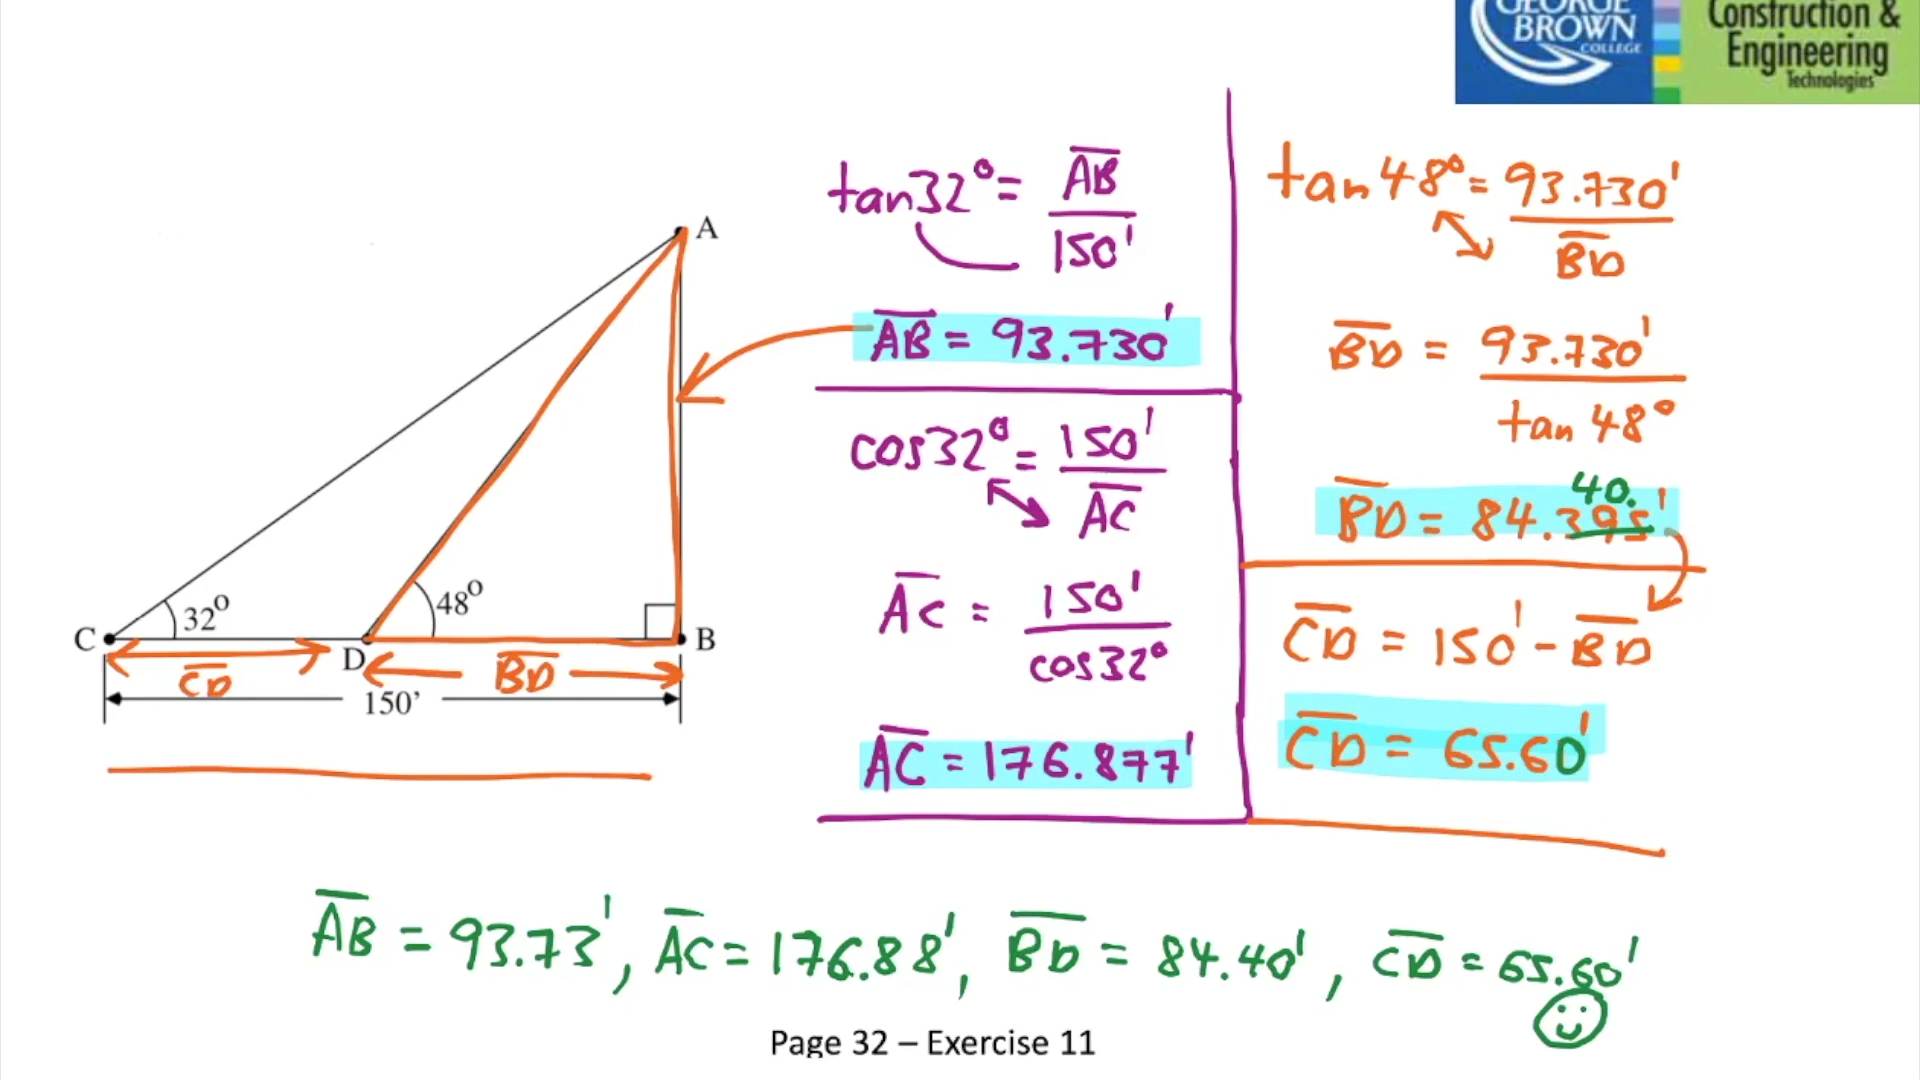 GEORGE
BROWN
COLLEGE
Construction &
Engineering
Technologies
A
C
32°
D
48°
B
CD
BD
150’
tan32° = AB / 150'
AB = 93.730'
cos32° = 150' / AC
AC = 150' / cos32°
AC = 176.877'
tan48° = 93.730' / BD
BD = 93.730' / tan 48°
40.
BD = 84.395'
CD = 150' - BD
CD = 65.60'
AB = 93.73', AC = 176.88', BD = 84.40', CD = 65.60'
Page 32 – Exercise 11